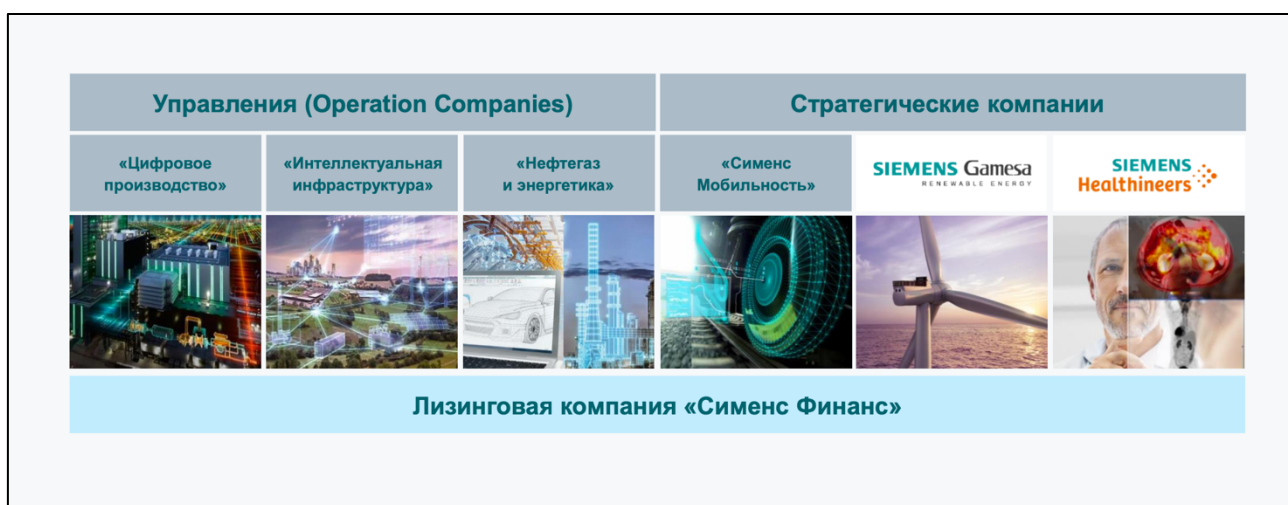 Управления (Operation Companies)
Стратегические компании
«Цифровое
производство»
«Интеллектуальная
инфраструктура»
«Нефтегаз
и энергетика»
«Сименс
Мобильность»
SIEMENS Gamesa
RENEWABLE ENERGY
SIEMENS
Healthineers
Лизинговая компания «Сименс Финанс»